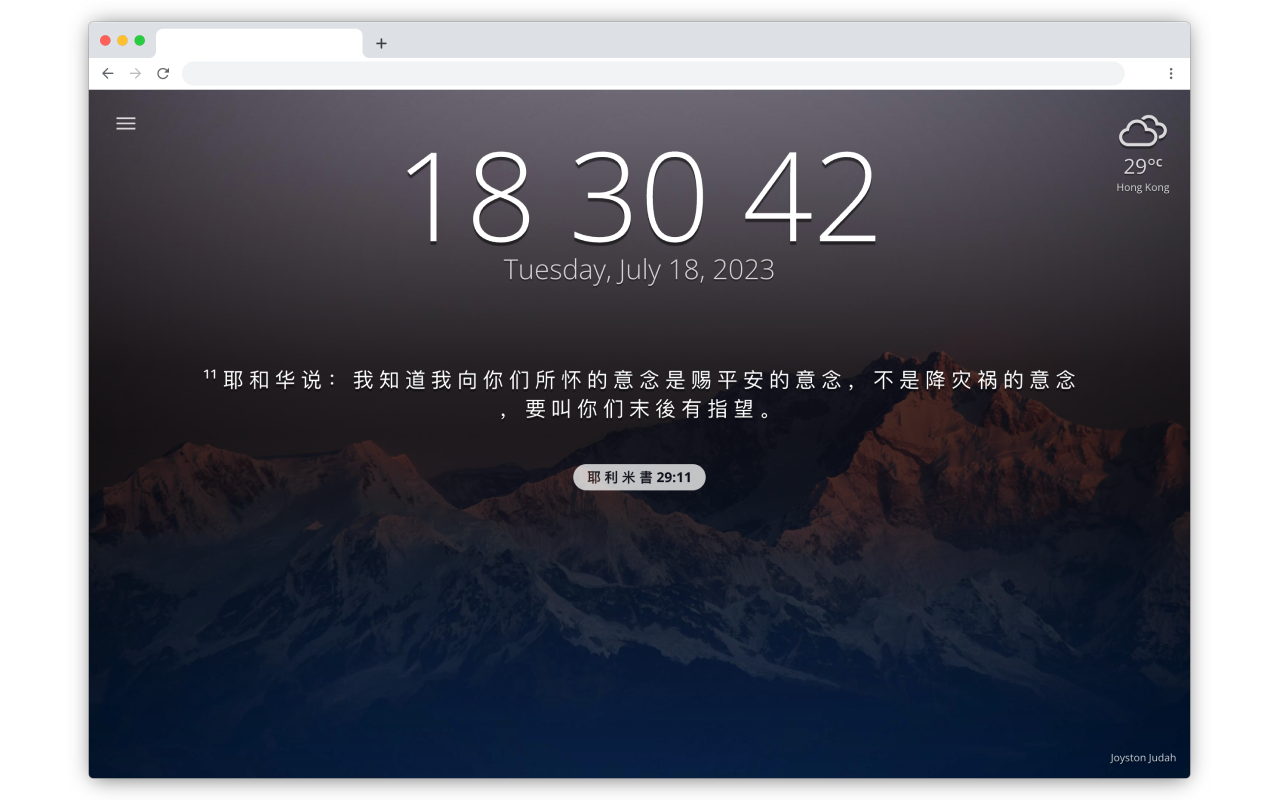 29°c
Hong Kong
18 30 42
Tuesday, July 18, 2023
11 耶和华说：我知道我向你们所怀的意念是赐平安的意念，不是降灾祸的意念
，要叫你们末後有指望。
耶利米書 29:11
Joyston Judah